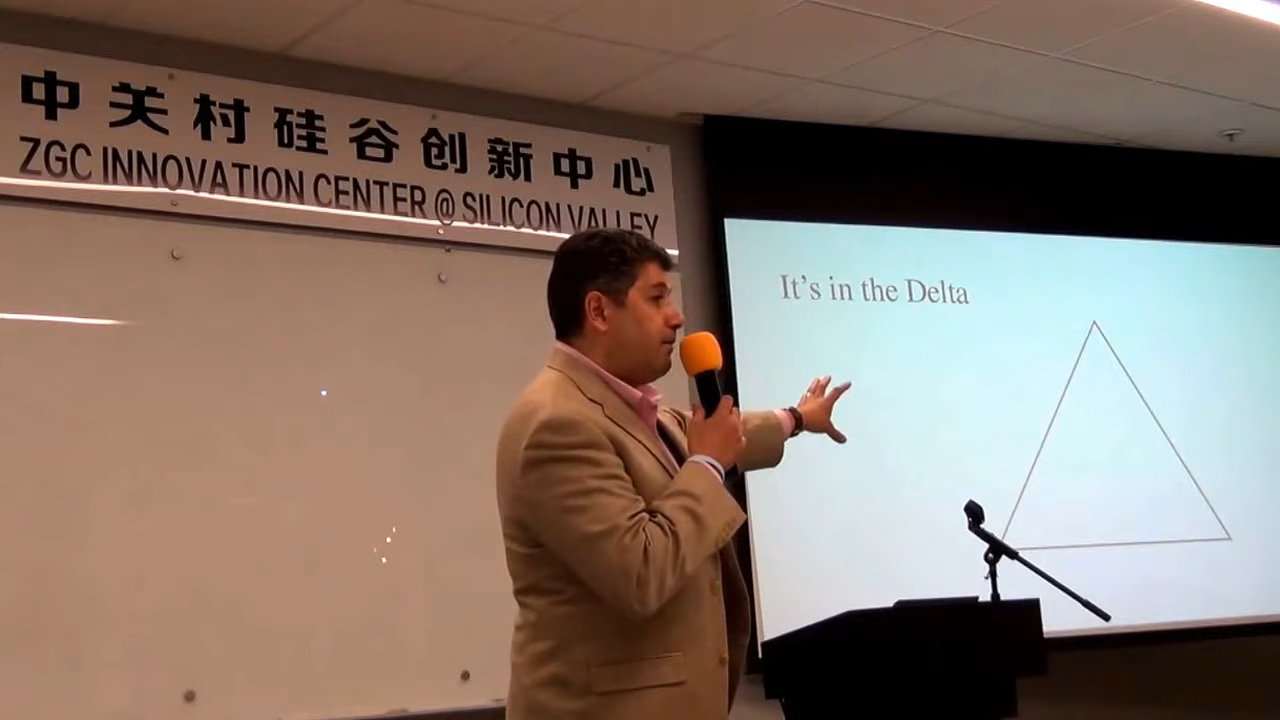 中关村硅谷创新中心
ZGC INNOVATION CENTER @ SILICON VALLEY
It's in the Delta